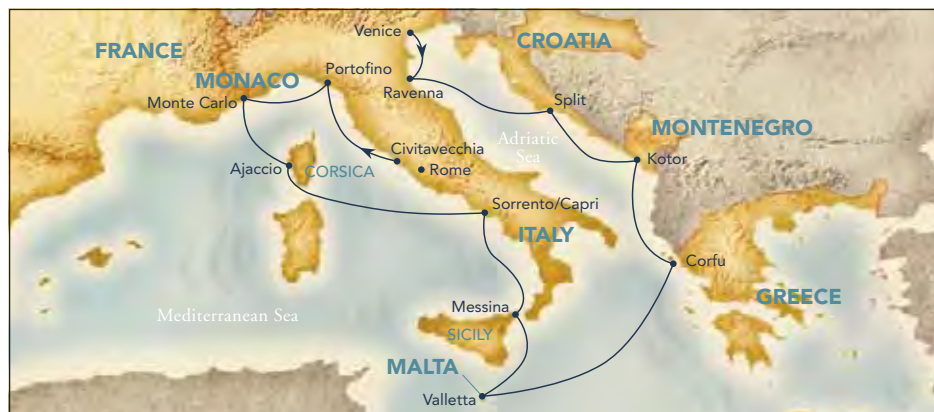 Venice
FRANCE
CROATIA
Portofino
MONACO
Ravenna
Monte Carlo
Split
MONTENEGRO
Adriatic
Sea
Civitavecchia
Kotor
Ajaccio
CORSICA
Rome
Sorrento/Capri
ITALY
Corfu
GREECE
Messina
Mediterranean Sea
SICILY
MALTA
Valletta